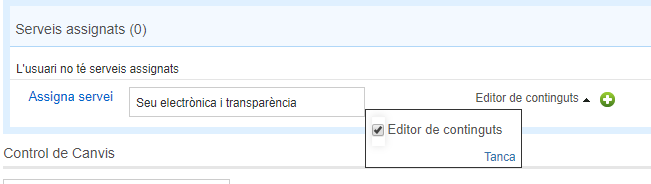 Serveis assignats (0)
L'usuari no té serveis assignats
Assigna servei Seu electrònica i transparència Editor de continguts
Editor de continguts
Tanca
Control de Canvis